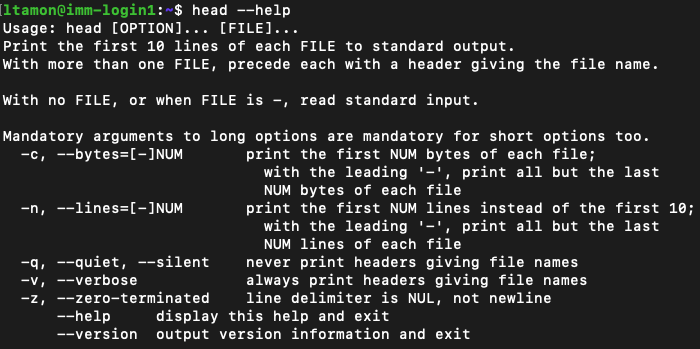 [ltamon@imm-login1:~$ head --help
Usage: head [OPTION]... [FILE]...
Print the first 10 lines of each FILE to standard output.
With more than one FILE, precede each with a header giving the file name.

With no FILE, or when FILE is -, read standard input.

Mandatory arguments to long options are mandatory for short options too.
  -c, --bytes=[-]NUM       print the first NUM bytes of each file;
                             with the leading '-', print all but the last
                             NUM bytes of each file
  -n, --lines=[-]NUM       print the first NUM lines instead of the first 10;
                             with the leading '-', print all but the last
                             NUM lines of each file
  -q, --quiet, --silent    never print headers giving file names
  -v, --verbose            always print headers giving file names
  -z, --zero-terminated    line delimiter is NUL, not newline
      --help     display this help and exit
      --version  output version information and exit